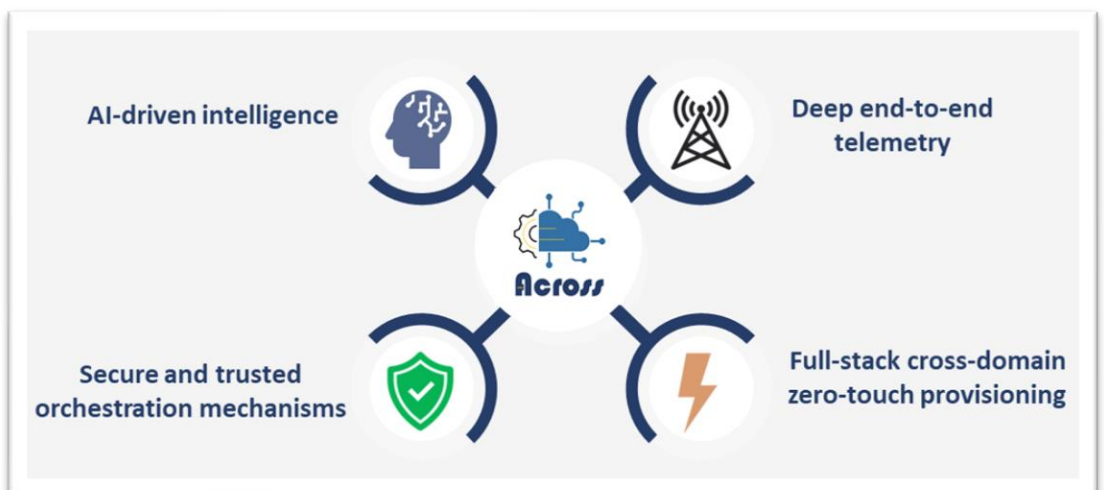 AI-driven intelligence
Deep end-to-end
telemetry
Across
Secure and trusted
orchestration mechanisms
Full-stack cross-domain
zero-touch provisioning